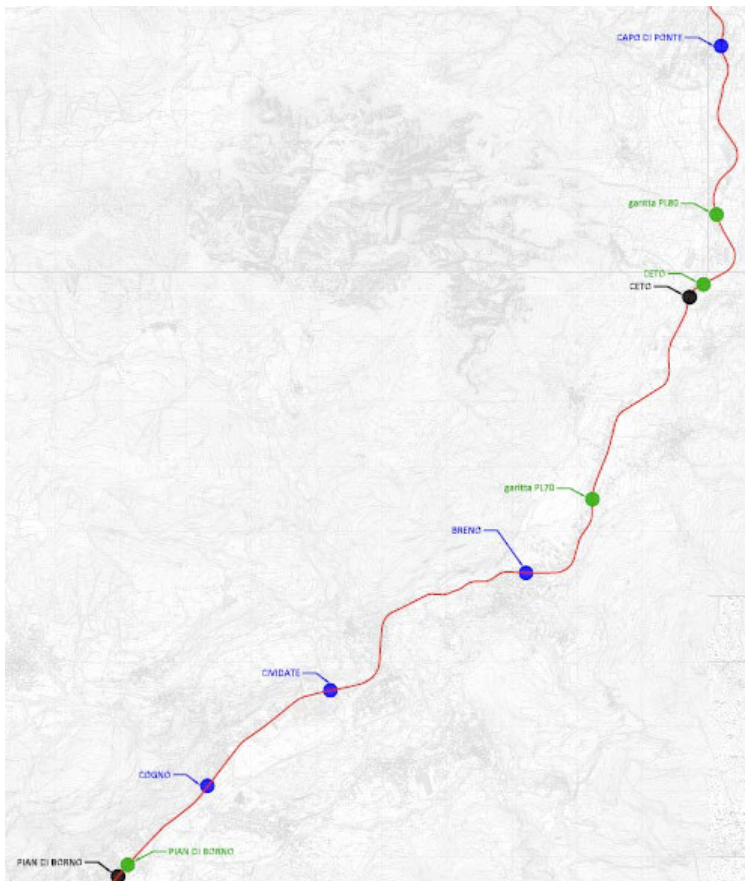 CAPO DI PONTE
garitta PL80
CETO
CETO
garitta PL70
BRENO
CIVIDATE
COGNO
PIAN DI BORNO
PIAN DI BORNO